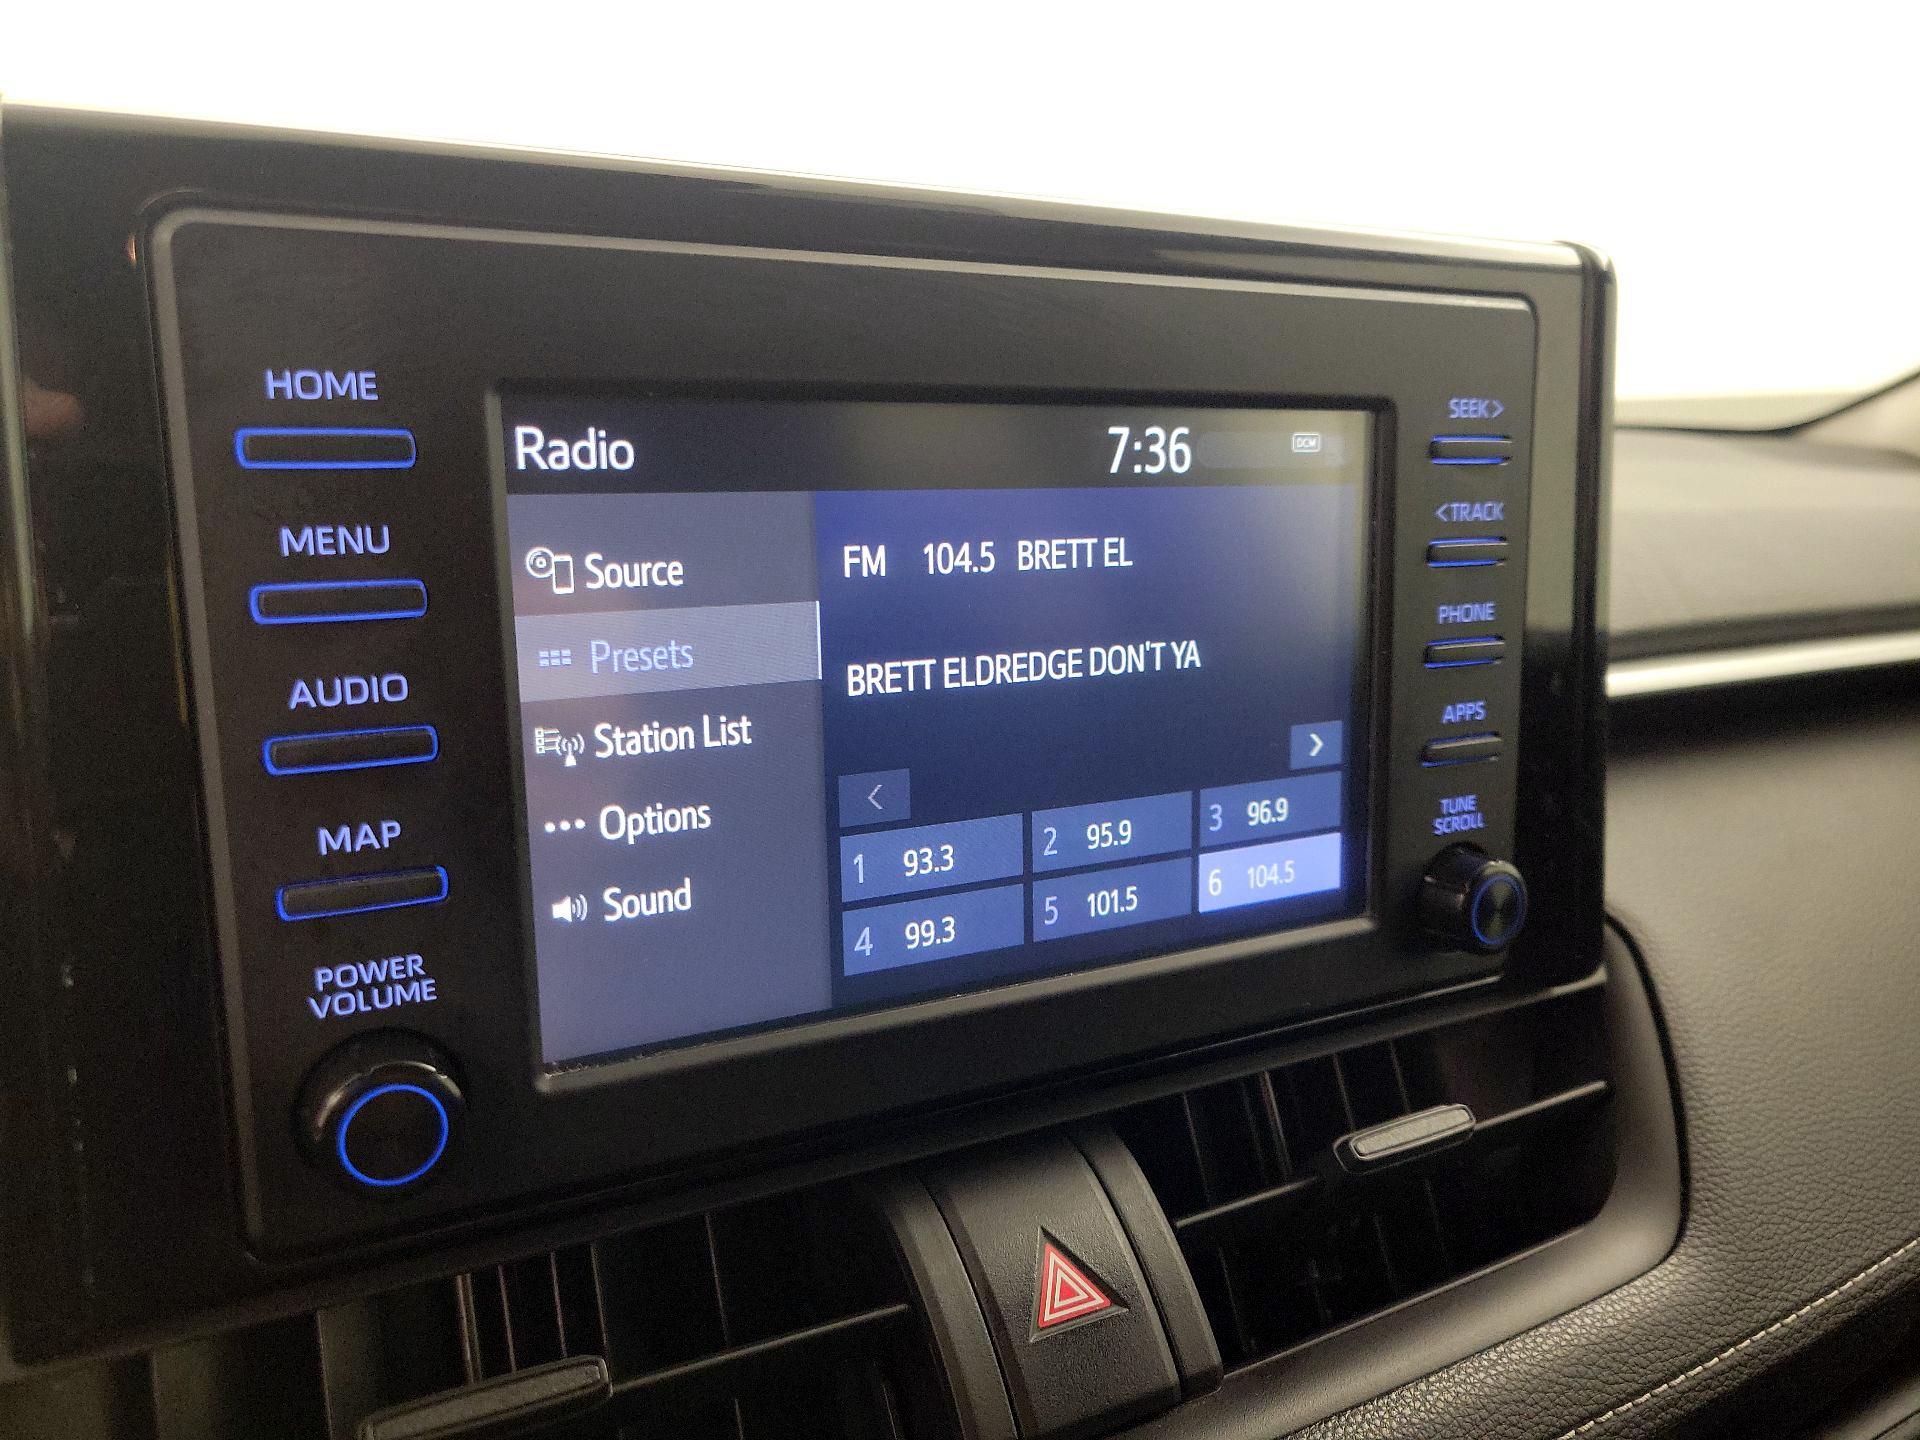 HOME
MENU
AUDIO
MAP
POWER
VOLUME
Radio
7:36
DCM
Source
Presets
Station List
Options
Sound
FM 104.5 BRETT EL
BRETT ELDREDGE DON'T YA
<
>
1 93.3
2 95.9
3 96.9
4 99.3
5 101.5
6 104.5
SEEK>
<TRACK
PHONE
APPS
TUNE
SCROLL